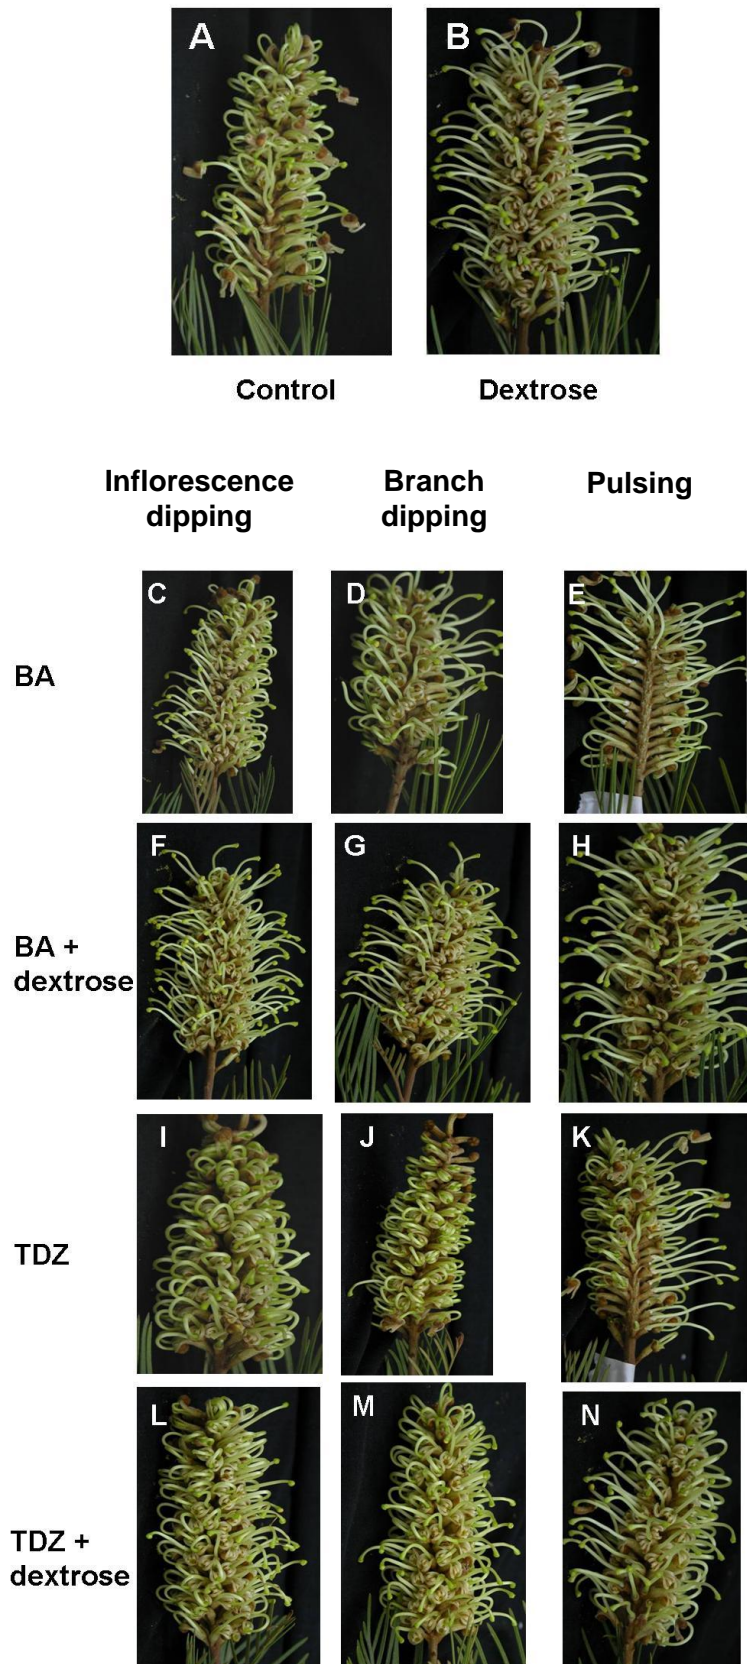 A B
Control Dextrose
Inflorescence dipping Branch dipping Pulsing
C D E
BA
F G H
BA + dextrose
I J K
TDZ
L M N
TDZ + dextrose